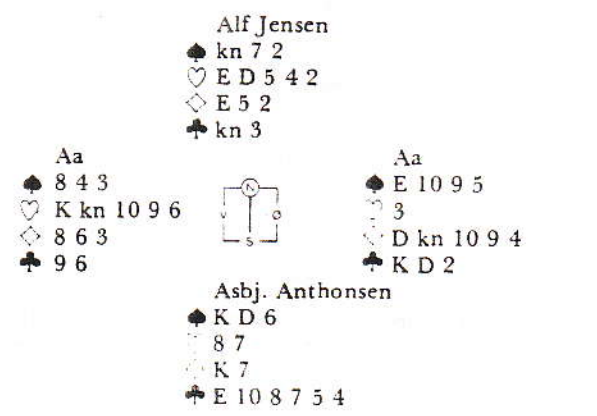 Alf Jensen
♠ kn 7 2
♡ E D 5 4 2
♢ E 5 2
♣ kn 3
Aa
♠ 8 4 3
♡ K kn 10 9 6
♢ 8 6 3
♣ 9 6
N
V Ø
S
Aa
♠ E 10 9 5
♡ 3
♢ D kn 10 9 4
♣ K D 2
Asbj. Anthonsen
♠ K D 6
♡ 8 7
♢ K 7
♣ E 10 8 7 5 4